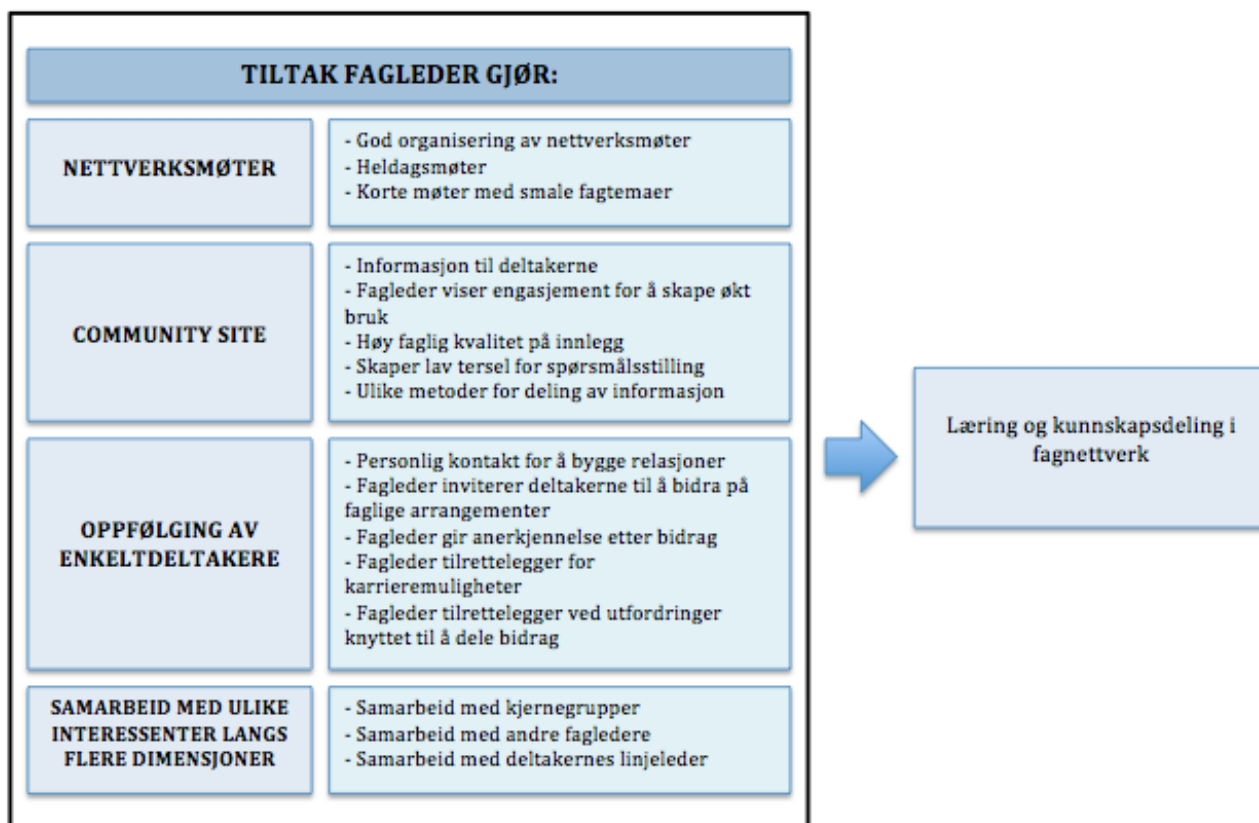 TILTAK FAGLEDER GJØR:
NETTVERKSMØTER
- God organisering av nettverksmøter
- Heldagsmøter
- Korte møter med smale fagtemaer
COMMUNITY SITE
- Informasjon til deltakerne
- Fagleder viser engasjement for å skape økt
bruk
- Høy faglig kvalitet på innlegg
- Skaper lav tersel for spørsmålsstilling
- Ulike metoder for deling av informasjon
OPPFØLGING AV
ENKELTDELTAKERE
- Personlig kontakt for å bygge relasjoner
- Fagleder inviterer deltakerne til å bidra på
faglige arrangementer
- Fagleder gir anerkjennelse etter bidrag
- Fagleder tilrettelegger for
karrieremuligheter
- Fagleder tilrettelegger ved utfordringer
knyttet til å dele bidrag
SAMARBEID MED ULIKE
INTERESSENTER LANGS
FLERE DIMENSJONER
- Samarbeid med kjernegrupper
- Samarbeid med andre fagledere
- Samarbeid med deltakernes linjeleder
Læring og kunnskapsdeling i
fagnettverk